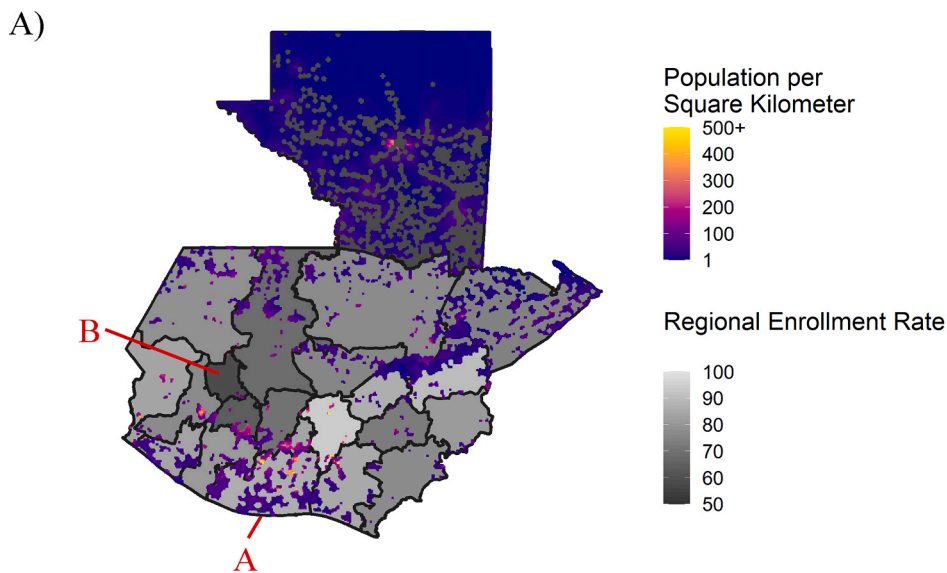 A)
Population per
Square Kilometer
500+
400
300
200
100
1
B
Regional Enrollment Rate
100
90
80
70
60
50
A